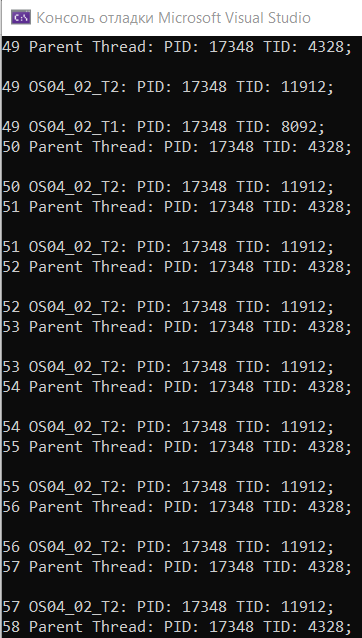 C:\ Консоль отладки Microsoft Visual Studio
49 Parent Thread: PID: 17348 TID: 4328;
49 OS04_02_T2: PID: 17348 TID: 11912;
49 OS04_02_T1: PID: 17348 TID: 8092;
50 Parent Thread: PID: 17348 TID: 4328;
50 OS04_02_T2: PID: 17348 TID: 11912;
51 Parent Thread: PID: 17348 TID: 4328;
51 OS04_02_T2: PID: 17348 TID: 11912;
52 Parent Thread: PID: 17348 TID: 4328;
52 OS04_02_T2: PID: 17348 TID: 11912;
53 Parent Thread: PID: 17348 TID: 4328;
53 OS04_02_T2: PID: 17348 TID: 11912;
54 Parent Thread: PID: 17348 TID: 4328;
54 OS04_02_T2: PID: 17348 TID: 11912;
55 Parent Thread: PID: 17348 TID: 4328;
55 OS04_02_T2: PID: 17348 TID: 11912;
56 Parent Thread: PID: 17348 TID: 4328;
56 OS04_02_T2: PID: 17348 TID: 11912;
57 Parent Thread: PID: 17348 TID: 4328;
57 OS04_02_T2: PID: 17348 TID: 11912;
58 Parent Thread: PID: 17348 TID: 4328;